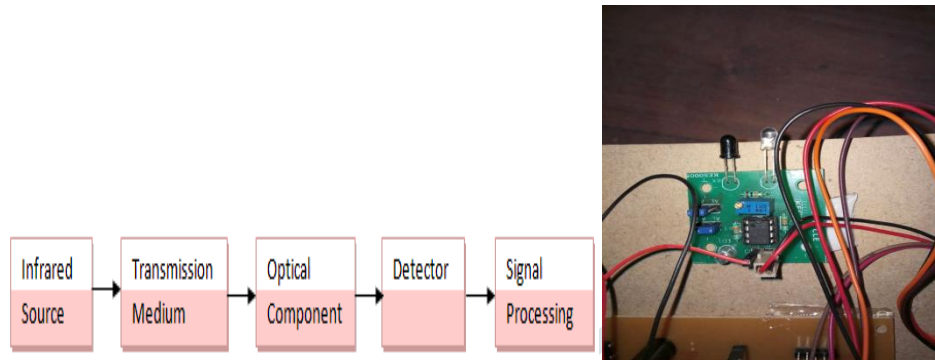 Infrared
Source
Transmission
Medium
Optical
Component
Detector
Signal
Processing